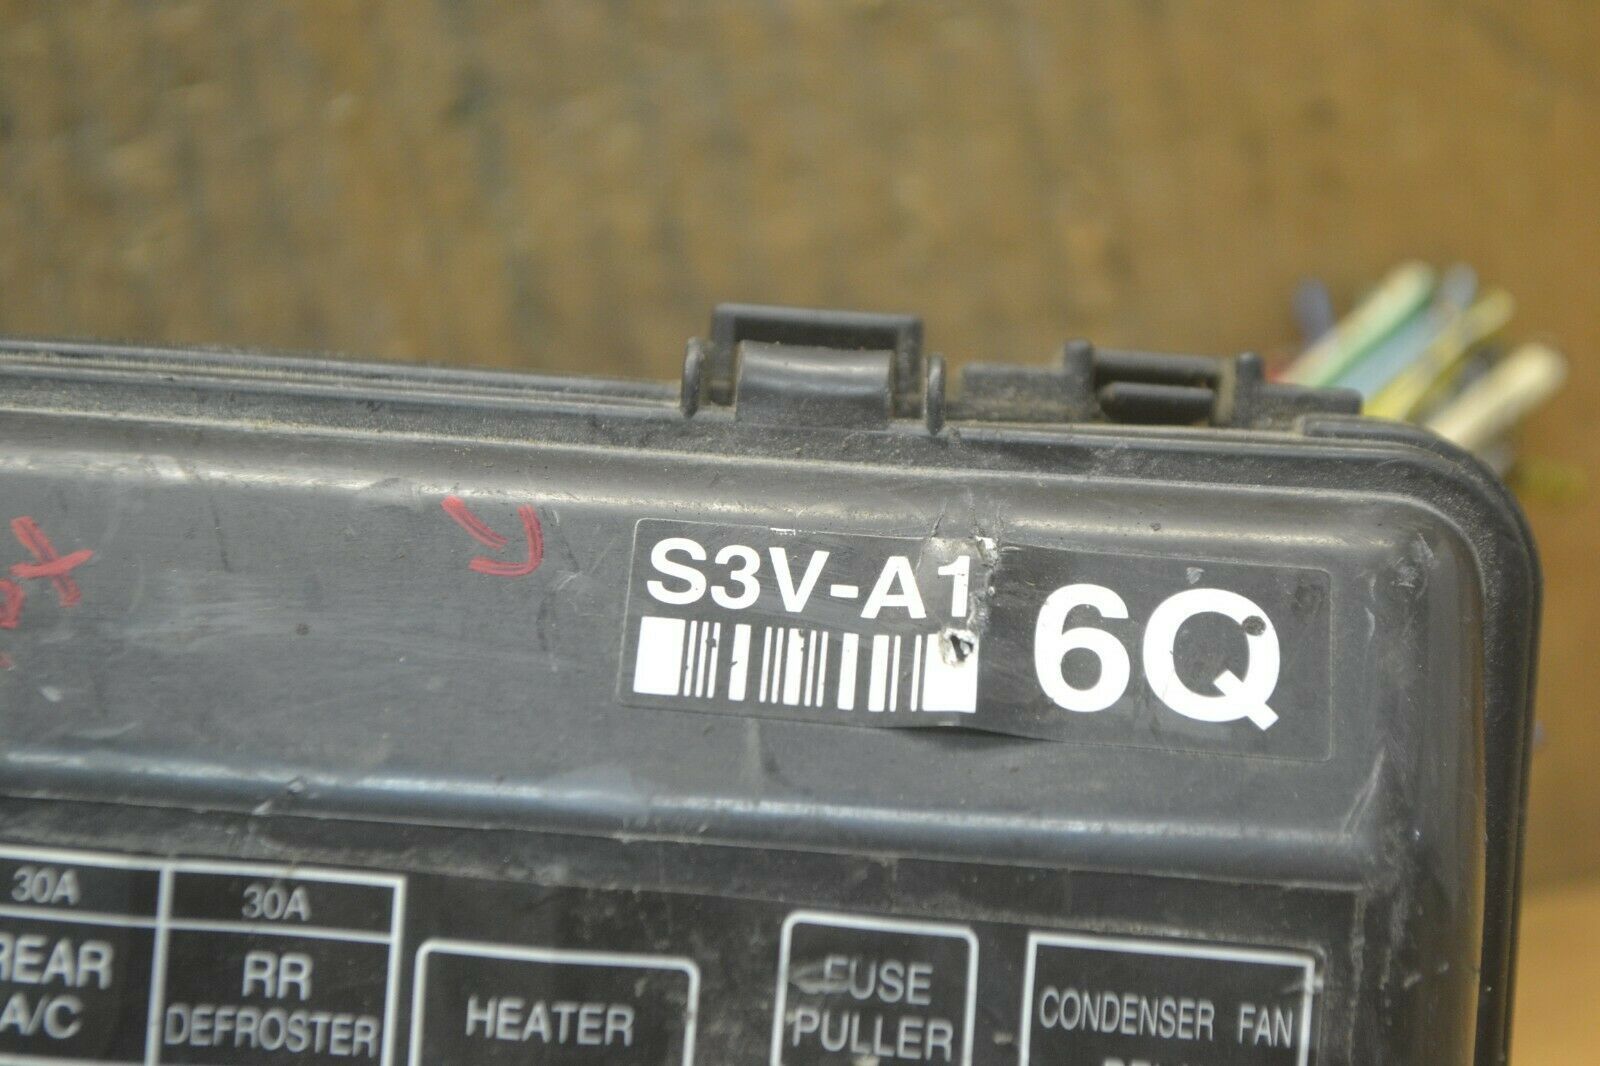 S3V-A1
6Q
30A
REAR
A/C
30A
RR
DEFROSTER
HEATER
FUSE
PULLER
CONDENSER FAN